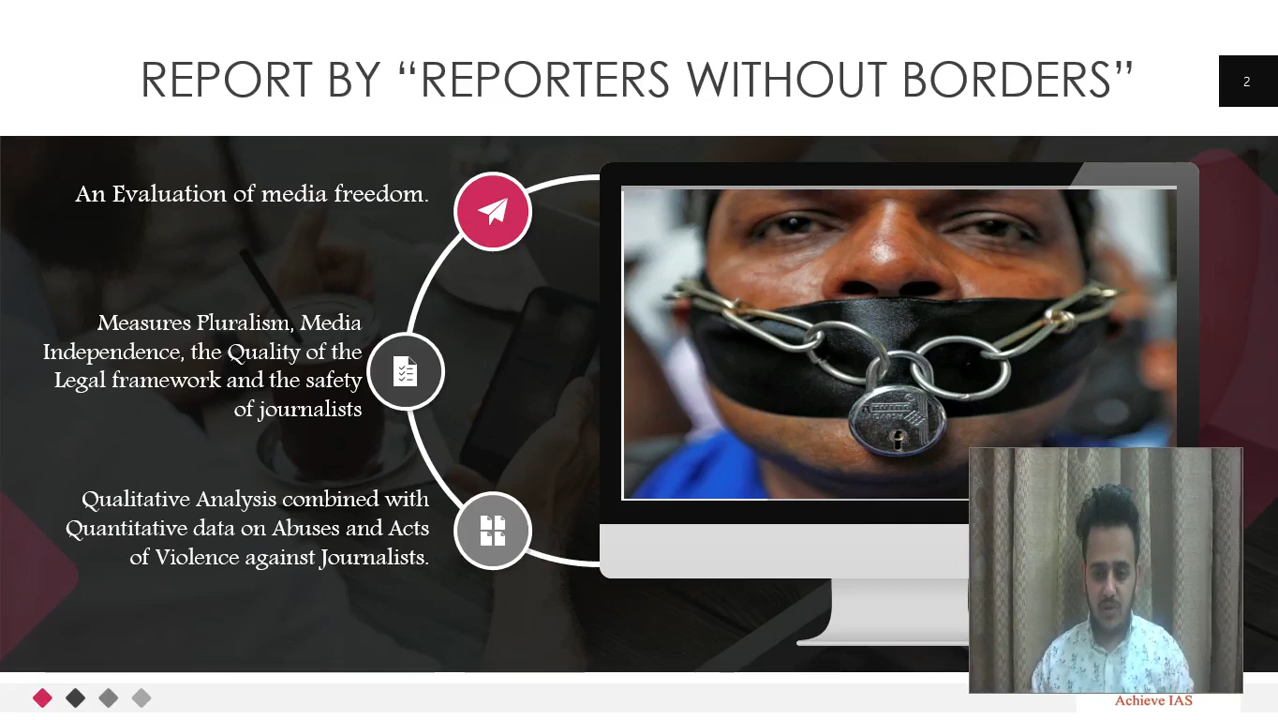 REPORT BY “REPORTERS WITHOUT BORDERS”
2
An Evaluation of media freedom.
Measures Pluralism, Media
Independence, the Quality of the
Legal framework and the safety
of journalists
Qualitative Analysis combined with
Quantitative data on Abuses and Acts
of Violence against Journalists.
Achieve IAS